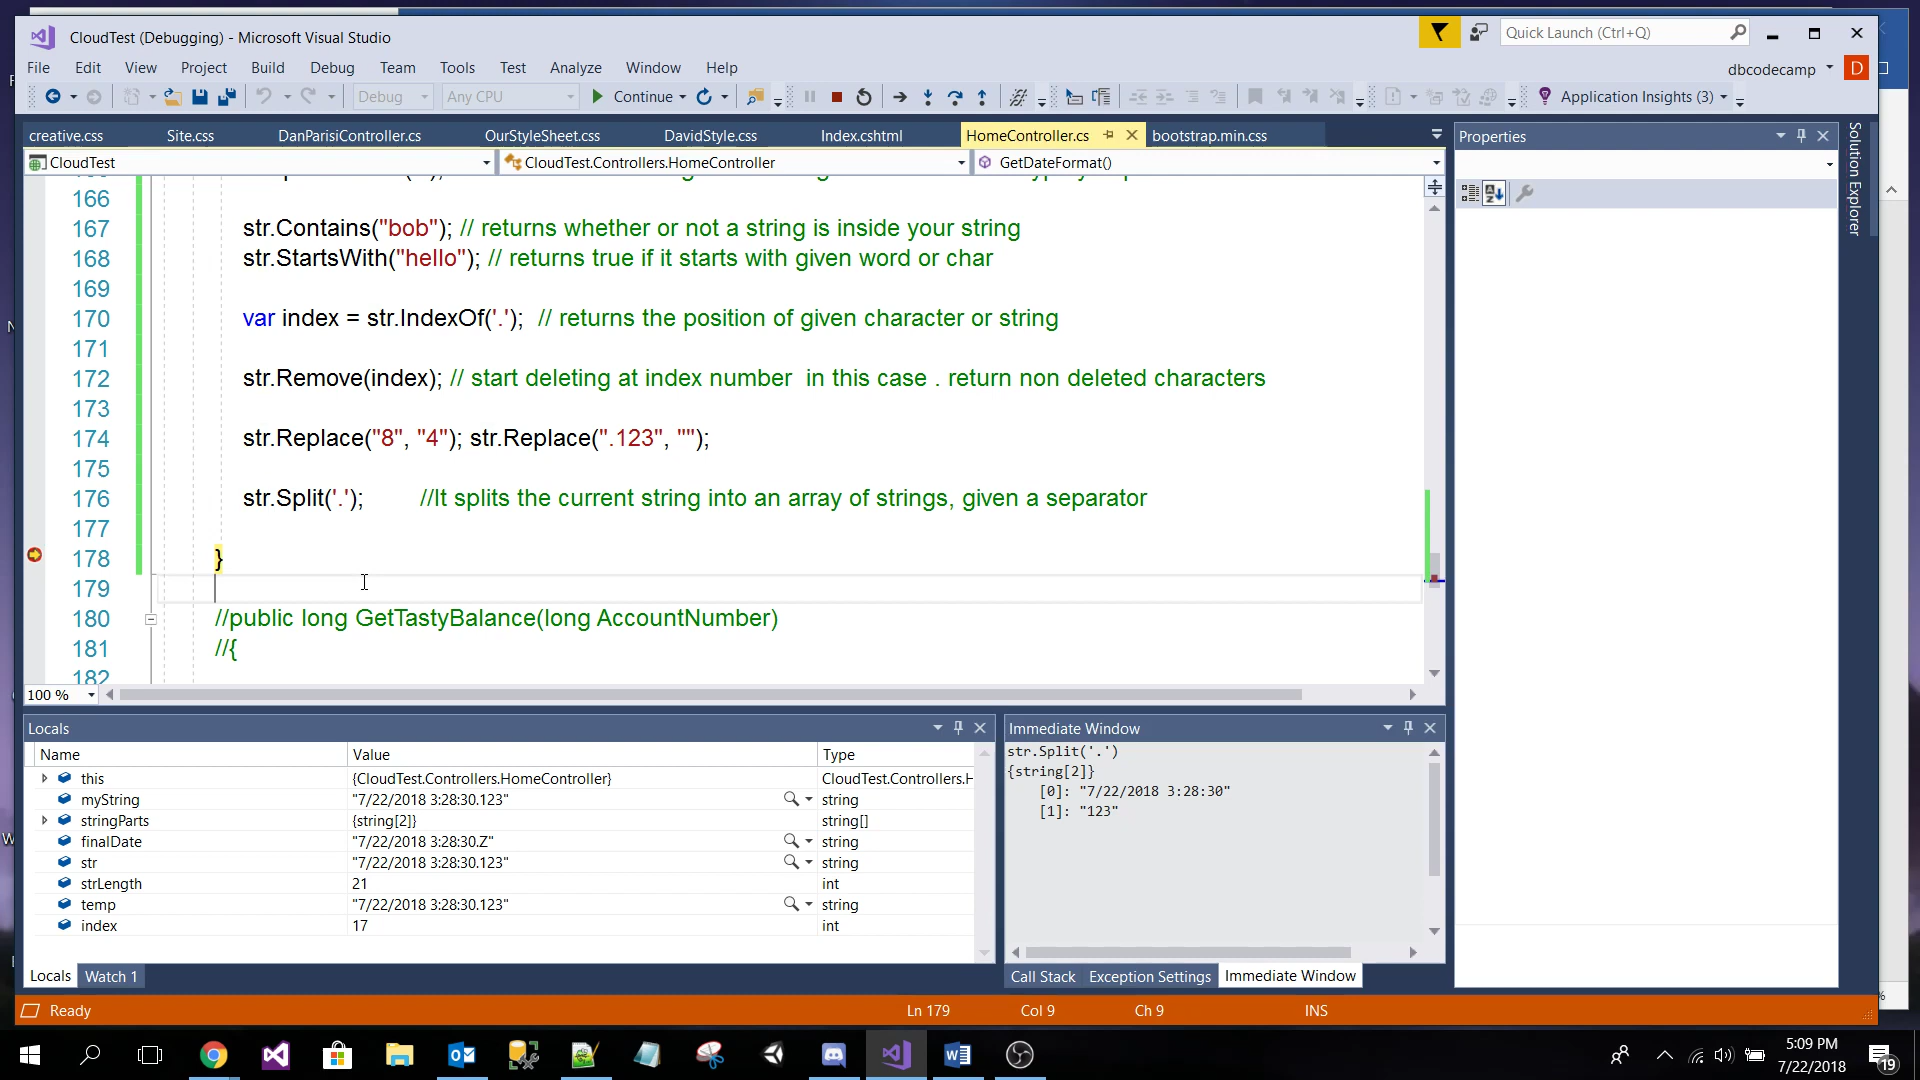 CloudTest (Debugging) - Microsoft Visual Studio
Quick Launch (Ctrl+Q)
File Edit View Project Build Debug Team Tools Test Analyze Window Help
dbcodecamp D
Debug Any CPU Continue Application Insights (3)
creative.css Site.css DanParisiController.cs OurStyleSheet.css DavidStyle.css Index.cshtml HomeController.cs bootstrap.min.css
Properties
Solution Explorer
CloudTest CloudTest.Controllers.HomeController GetDateFormat()
166
167 str.Contains("bob"); // returns whether or not a string is inside your string
168 str.StartsWith("hello"); // returns true if it starts with given word or char
169
170 var index = str.IndexOf('.'); // returns the position of given character or string
171
172 str.Remove(index); // start deleting at index number  in this case . return non deleted characters
173
174 str.Replace("8", "4"); str.Replace(".123", "");
175
176 str.Split('.'); //It splits the current string into an array of strings, given a separator
177
178 }
179
180 //public long GetTastyBalance(long AccountNumber)
181 //{
182
100 %
Locals
Name Value Type
this {CloudTest.Controllers.HomeController} CloudTest.Controllers.H
myString "7/22/2018 3:28:30.123" string
stringParts {string[2]} string[]
finalDate "7/22/2018 3:28:30.Z" string
str "7/22/2018 3:28:30.123" string
strLength 21 int
temp "7/22/2018 3:28:30.123" string
index 17 int
Locals Watch 1
Immediate Window
str.Split('.')
{string[2]}
[0]: "7/22/2018 3:28:30"
[1]: "123"
Call Stack Exception Settings Immediate Window
Ready Ln 179 Col 9 Ch 9 INS
5:09 PM
7/22/2018
19